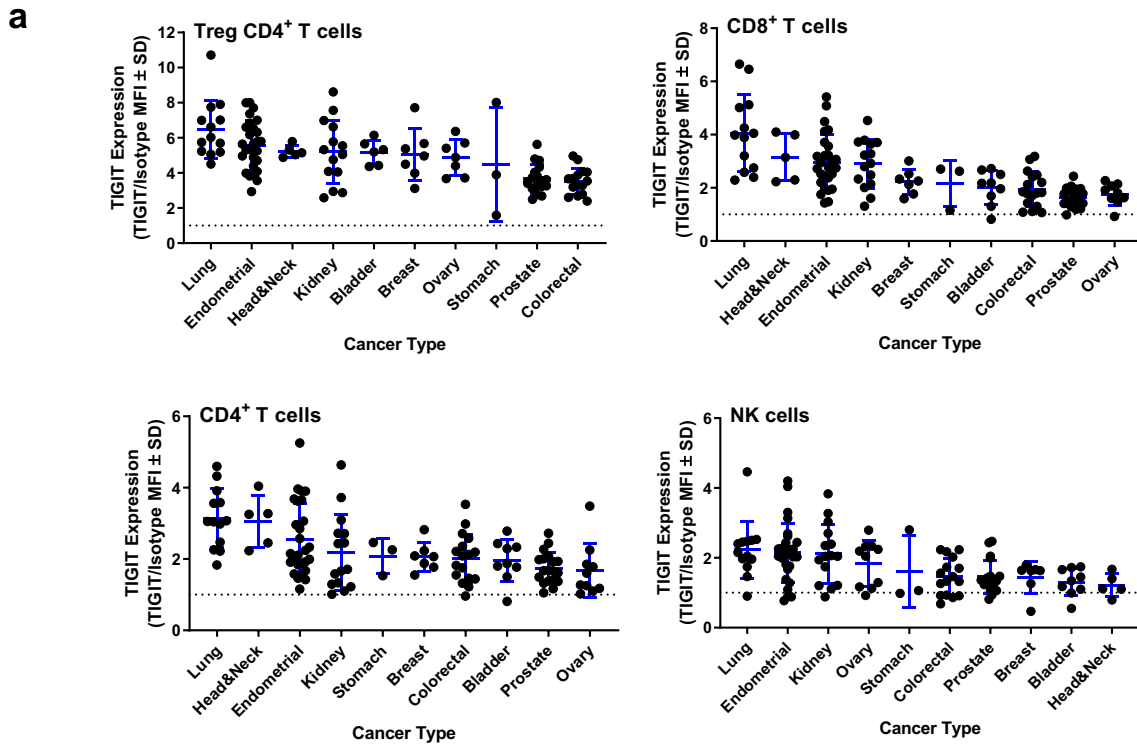 a
Treg CD4+ T cells
TIGIT Expression
(TIGIT/Isotype MFI ± SD)
12
10
8
6
4
2
0
Lung
Endometrial
Head&Neck
Kidney
Bladder
Breast
Ovary
Stomach
Prostate
Colorectal
Cancer Type
CD8+ T cells
TIGIT Expression
(TIGIT/Isotype MFI ± SD)
8
6
4
2
0
Lung
Head&Neck
Endometrial
Kidney
Breast
Stomach
Bladder
Colorectal
Prostate
Ovary
Cancer Type
CD4+ T cells
TIGIT Expression
(TIGIT/Isotype MFI ± SD)
6
4
2
0
Lung
Head&Neck
Endometrial
Kidney
Stomach
Breast
Colorectal
Bladder
Prostate
Ovary
Cancer Type
NK cells
TIGIT Expression
(TIGIT/Isotype MFI ± SD)
6
4
2
0
Lung
Endometrial
Kidney
Ovary
Stomach
Colorectal
Prostate
Breast
Bladder
Head&Neck
Cancer Type